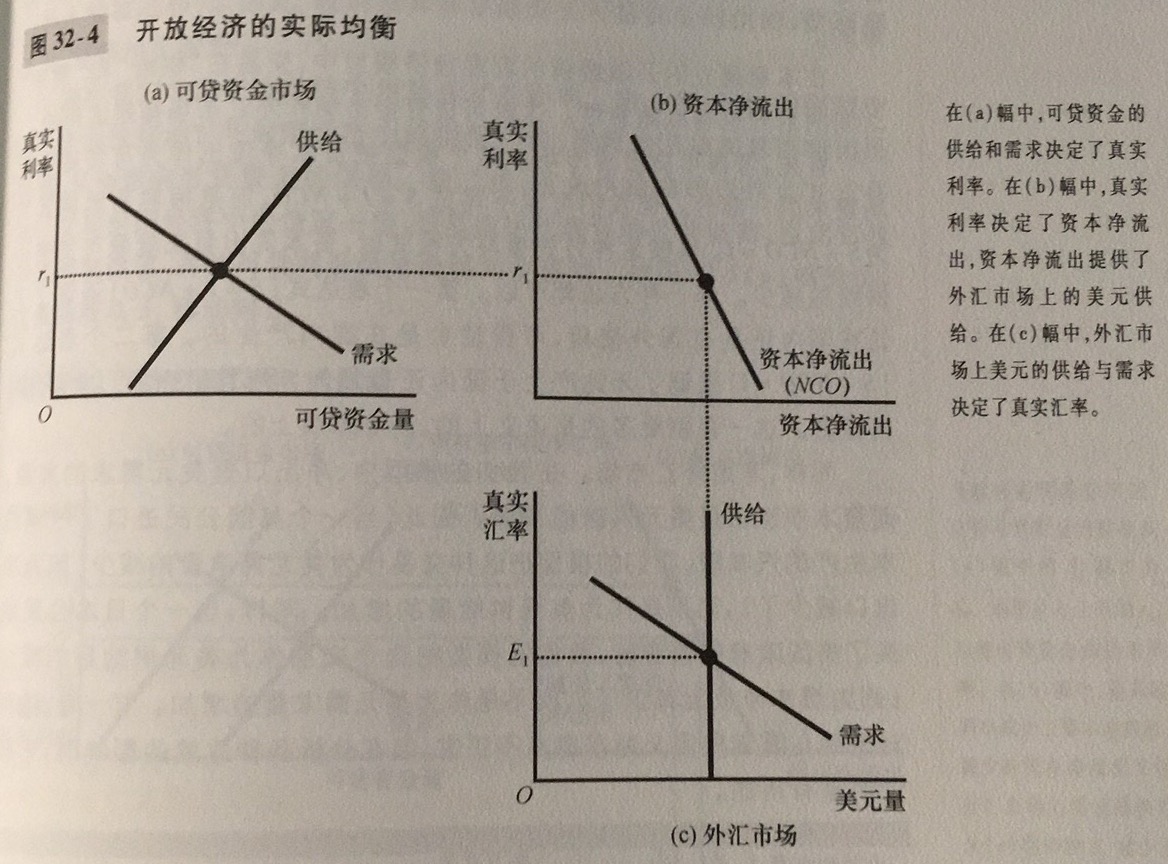 图 32-4 开放经济的实际均衡
(a) 可贷资金市场
真实
利率
供给
r1
需求
O
可贷资金量
(b) 资本净流出
真实
利率
r1
资本净流出
(NCO)
资本净流出
真实
汇率
供给
E1
需求
O
美元量
(c) 外汇市场
在(a)幅中,可贷资金的
供给和需求决定了真实
利率。在(b)幅中,真实
利率决定了资本净流
出,资本净流出提供了
外汇市场上的美元供
给。在(c)幅中,外汇市
场上美元的供给与需求
决定了真实汇率。